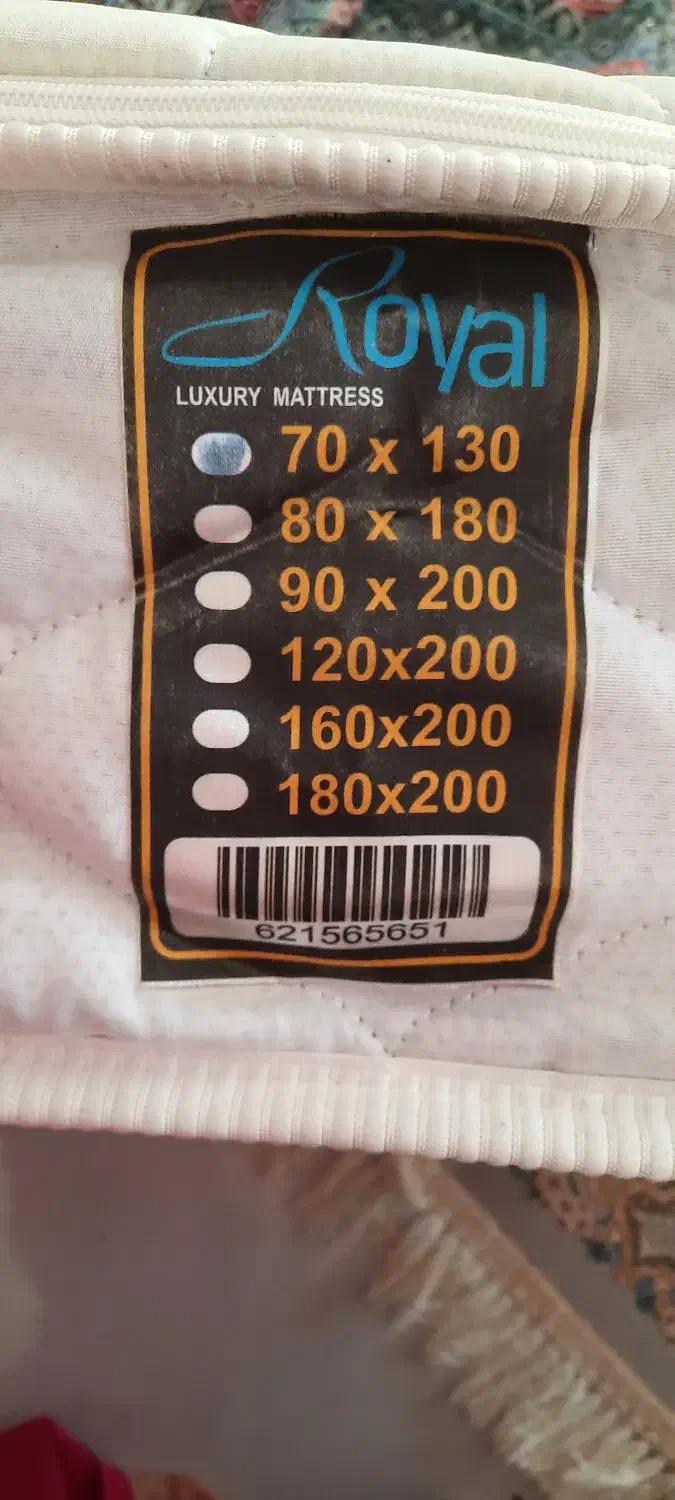 Royal
LUXURY MATTRESS
70 x 130
80 x 180
90 x 200
120x200
160x200
180x200
621565651